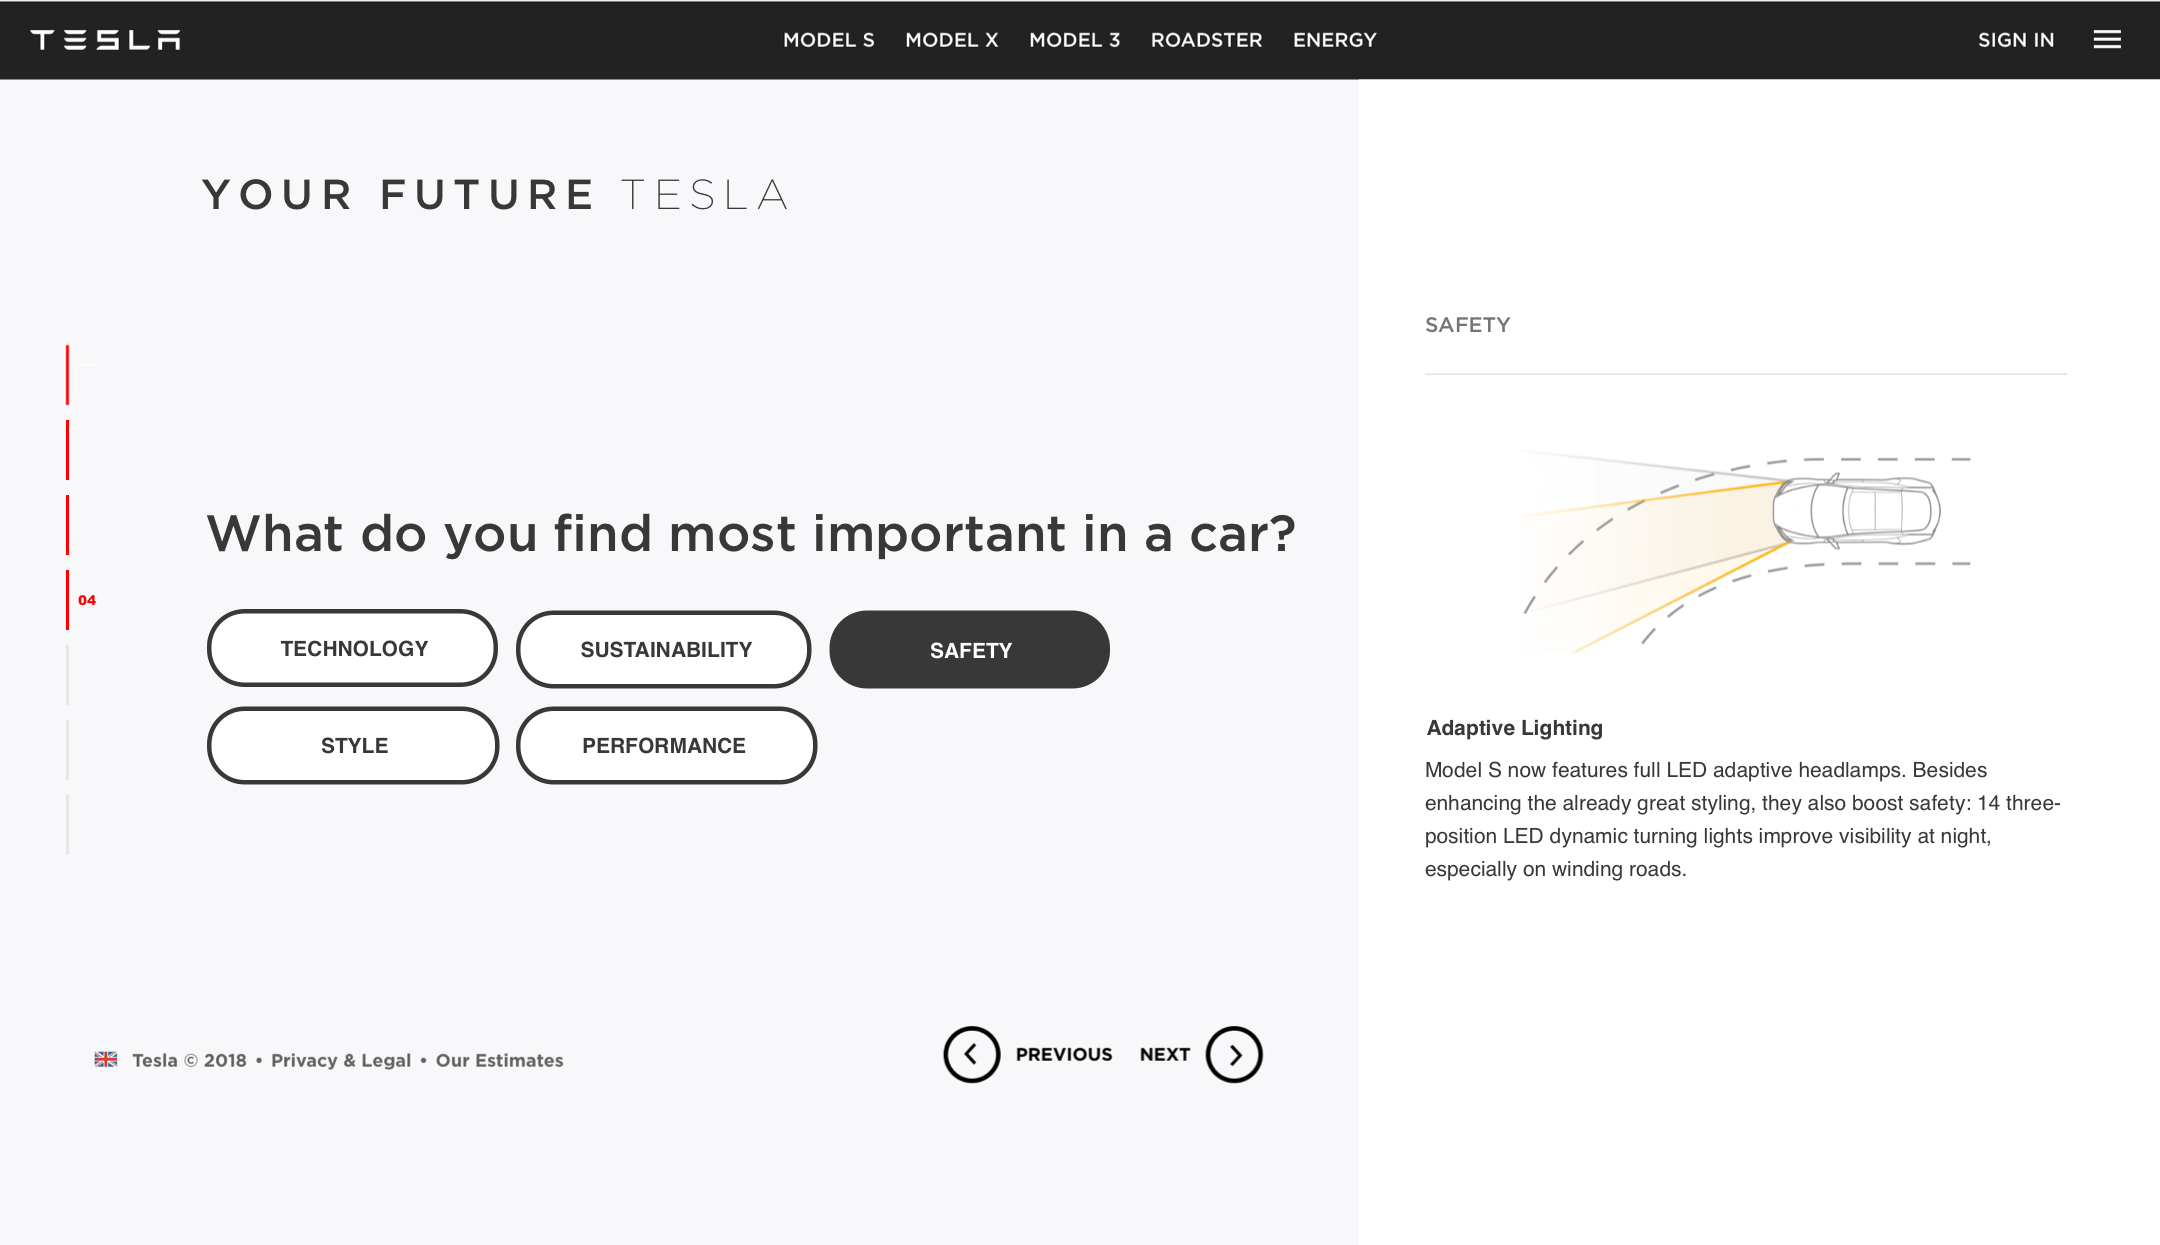 TESLA
MODEL S MODEL X MODEL 3 ROADSTER ENERGY
SIGN IN
YOUR FUTURE TESLA
04
What do you find most important in a car?
TECHNOLOGY
SUSTAINABILITY
SAFETY
STYLE
PERFORMANCE
Tesla © 2018 • Privacy & Legal • Our Estimates
PREVIOUS
NEXT
SAFETY
Adaptive Lighting
Model S now features full LED adaptive headlamps. Besides
enhancing the already great styling, they also boost safety: 14 three-
position LED dynamic turning lights improve visibility at night,
especially on winding roads.